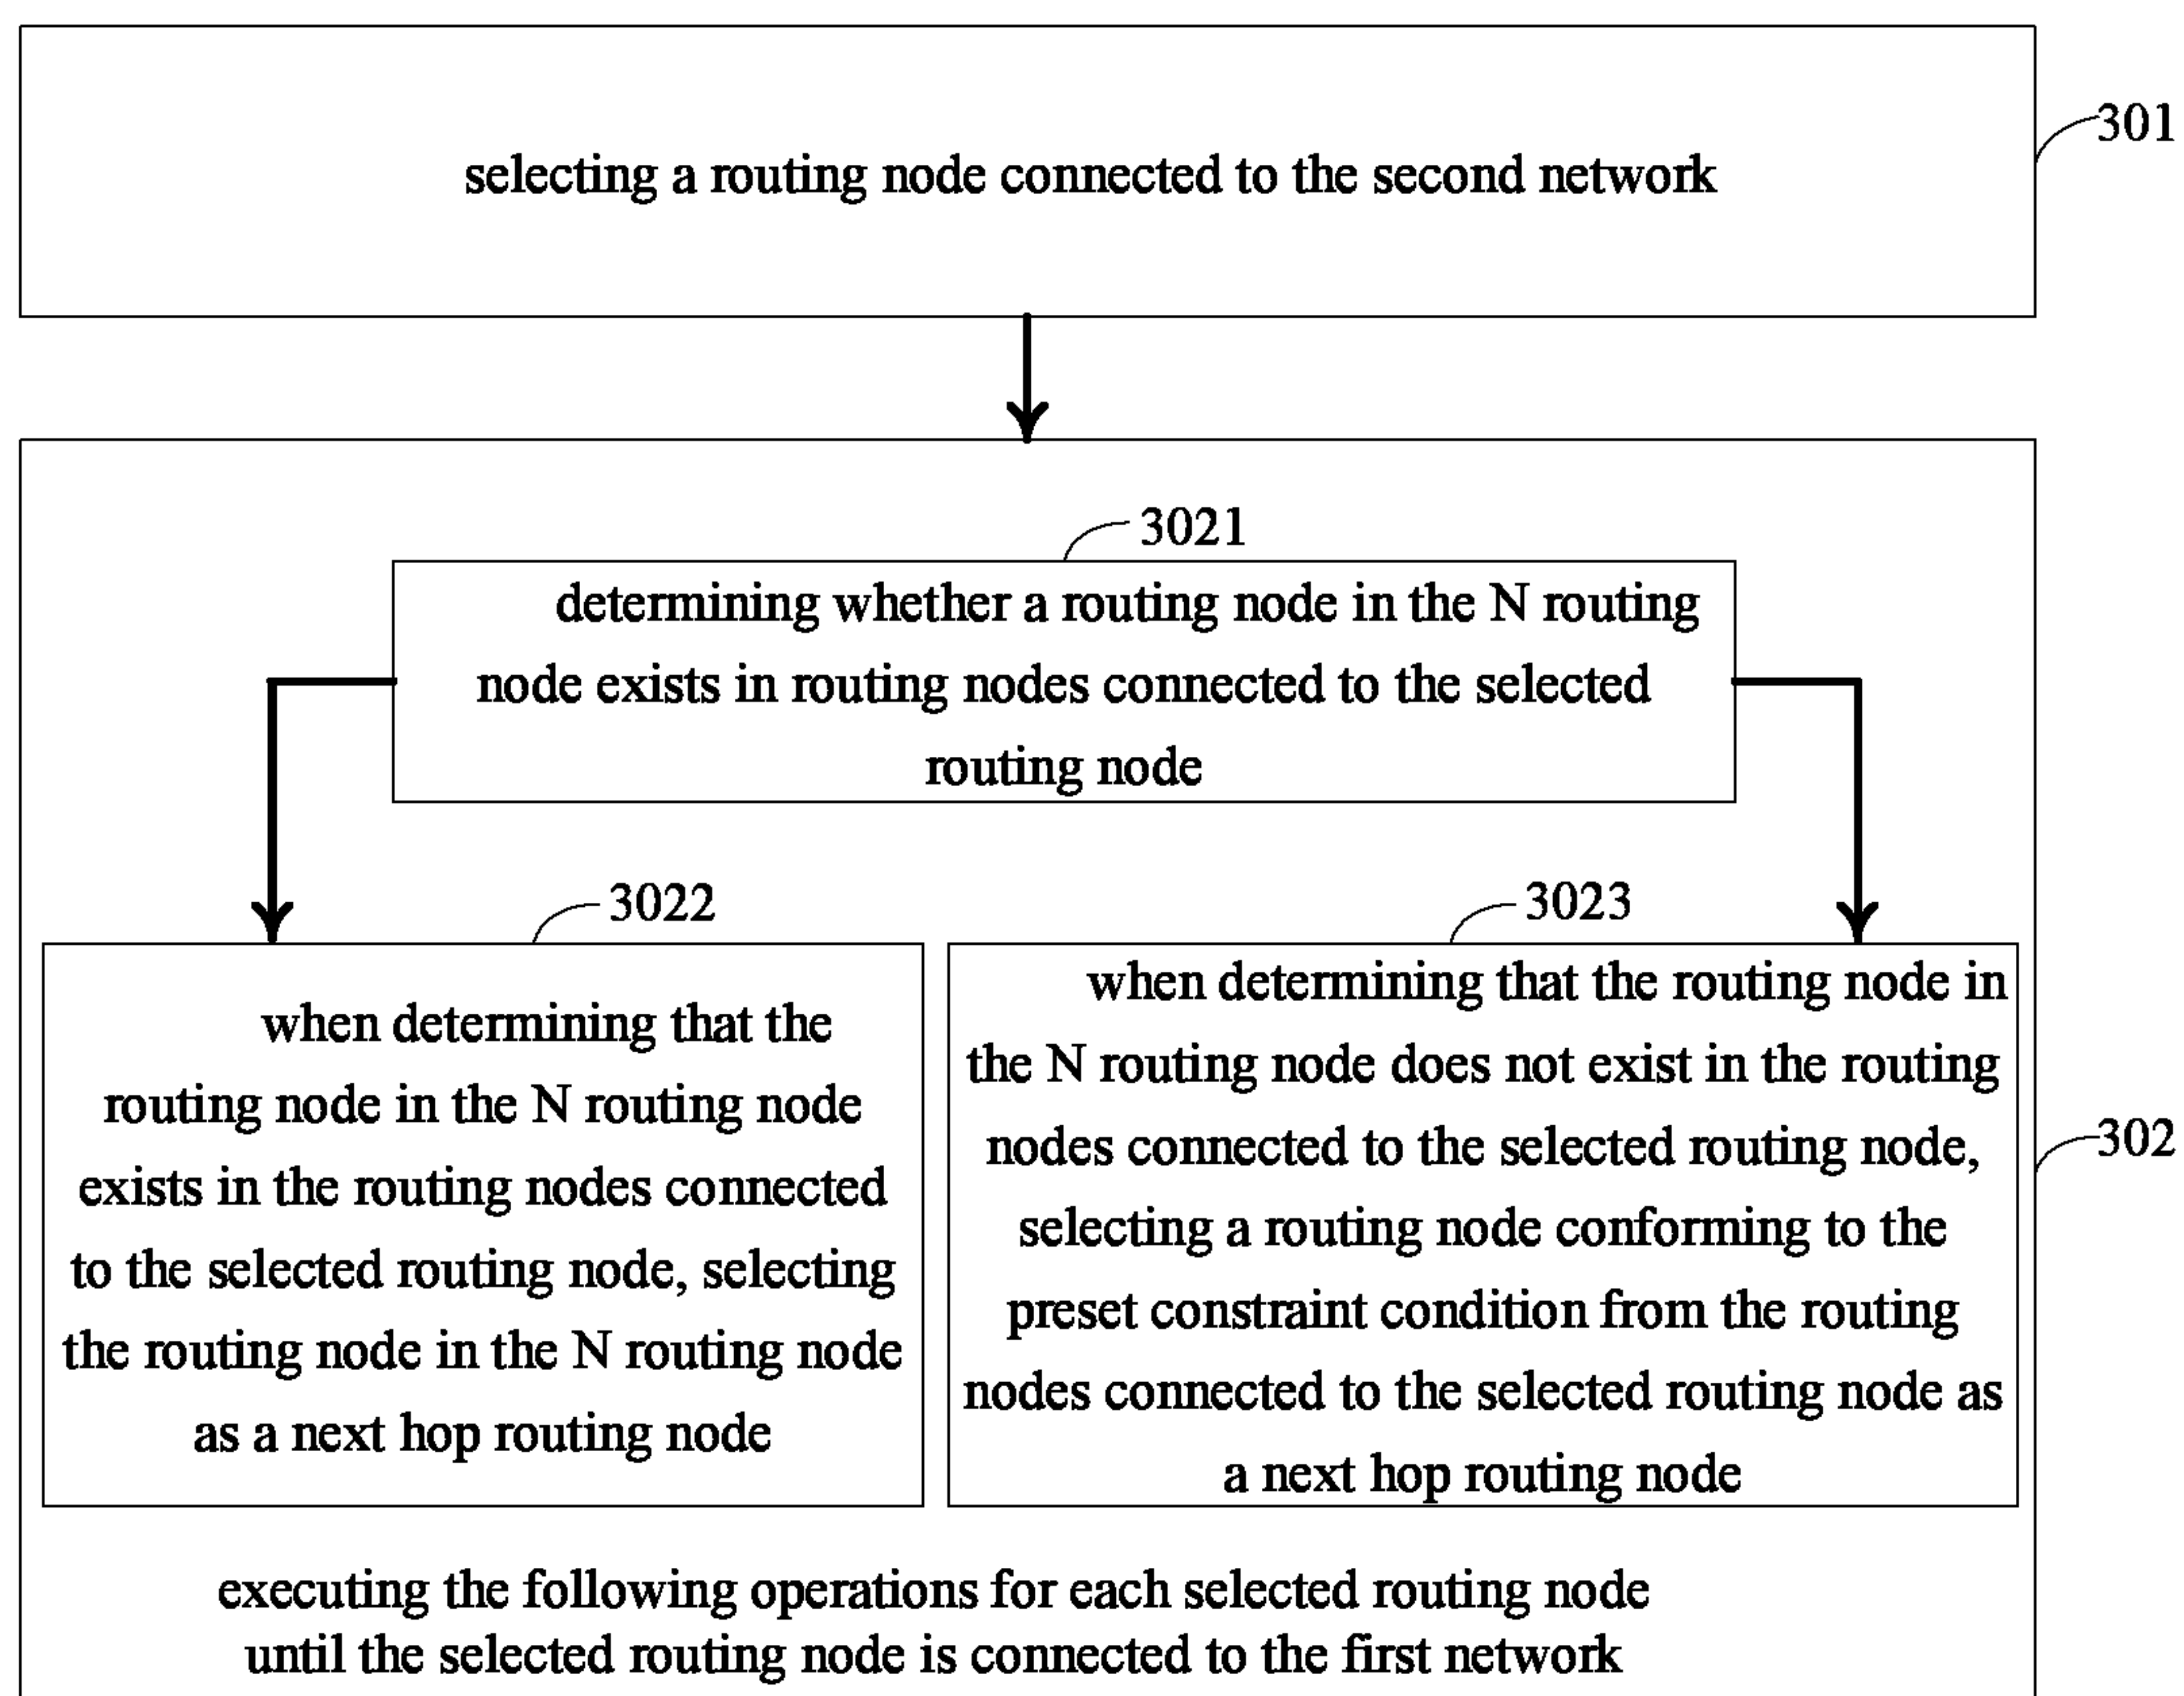 301
selecting a routing node connected to the second network
3021
determining whether a routing node in the N routing
node exists in routing nodes connected to the selected
routing node
3022
when determining that the
routing node in the N routing node
exists in the routing nodes connected
to the selected routing node, selecting
the routing node in the N routing node
as a next hop routing node
3023
when determining that the routing node in
the N routing node does not exist in the routing
nodes connected to the selected routing node,
selecting a routing node conforming to the
preset constraint condition from the routing
nodes connected to the selected routing node as
a next hop routing node
302
executing the following operations for each selected routing node
until the selected routing node is connected to the first network